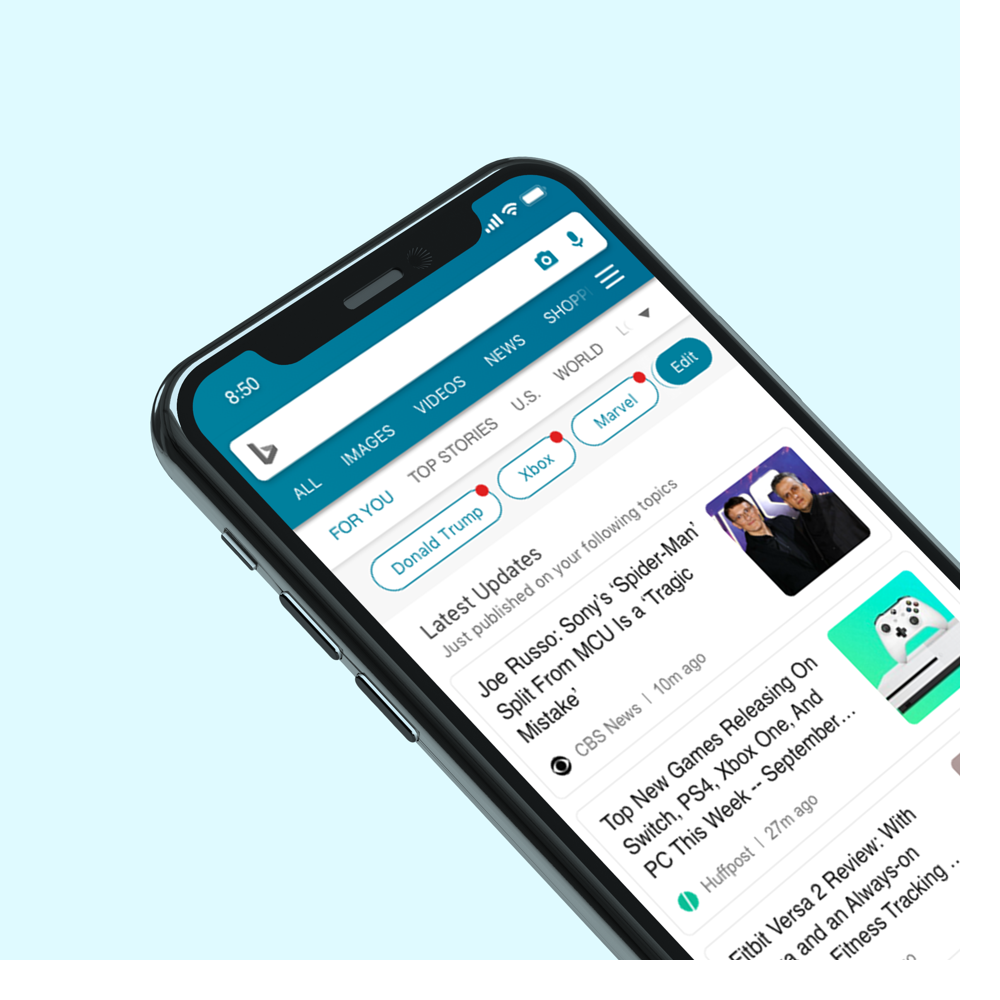 8:50
ALL IMAGES VIDEOS NEWS SHOPPI
FOR YOU TOP STORIES U.S. WORLD
Donald Trump Xbox Marvel Edit
Latest Updates
Just published on your following topics
Joe Russo: Sony's 'Spider-Man'
Split From MCU Is a 'Tragic
Mistake'
CBS News | 10m ago
Top New Games Releasing On
Switch, PS4, Xbox One, And
PC This Week -- September...
Huffpost | 27m ago
Fitbit Versa 2 Review: With
and an Always-on
Fitness Tracking ..